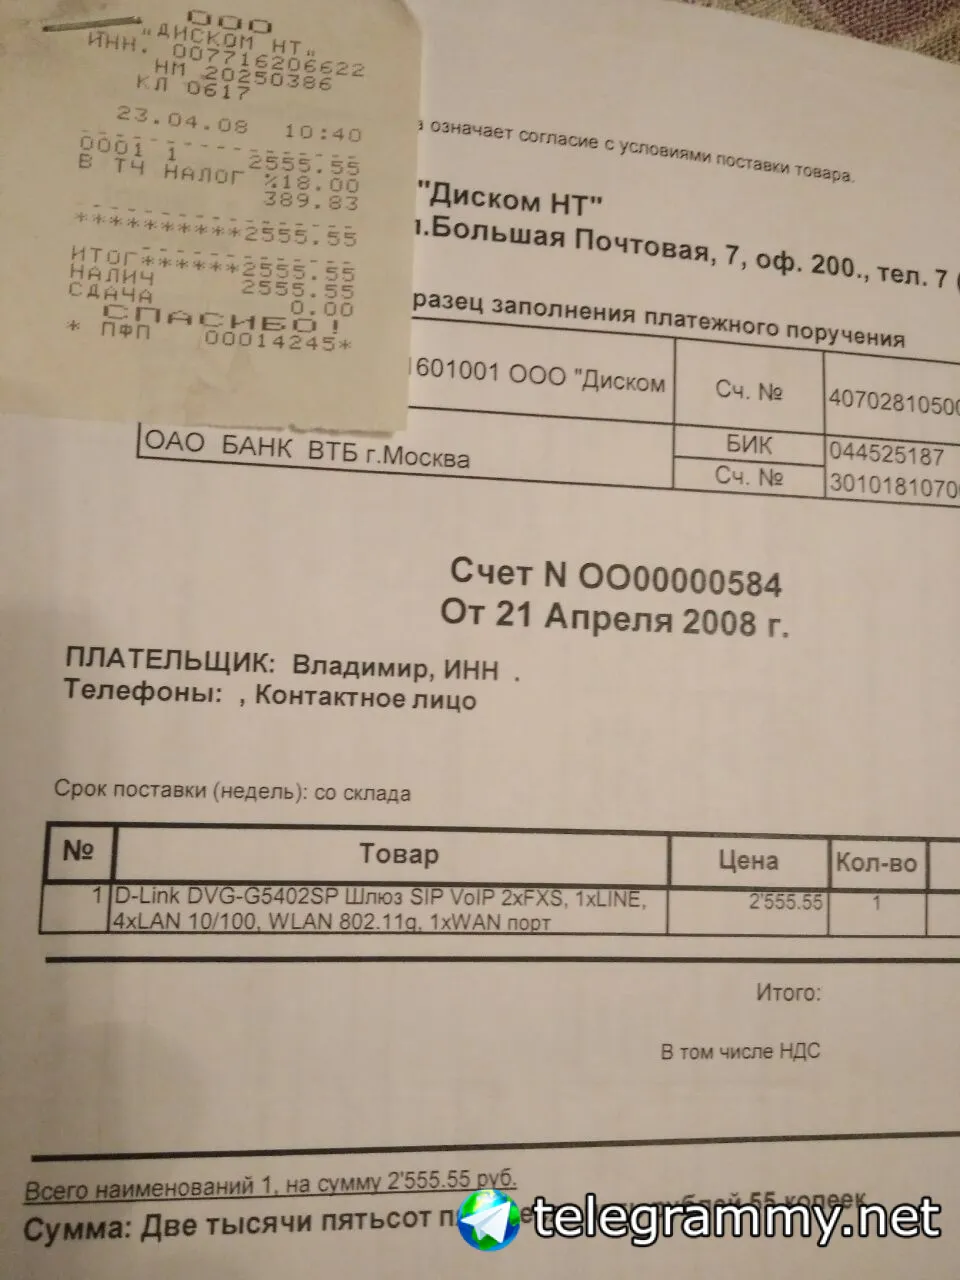 ООО
„ДИСКОМ НТ„
ИНН. 007716206622
НМ 20250386
КЛ 0617
23.04.08 10:40
0001 1 2555.55
В ТЧ НАЛОГ %18.00
389.83
**********2555.55
ИТОГ******2555.55
НАЛИЧ 2555.55
СДАЧА 0.00
СПАСИБО!
* ПФП 00014245*
означает согласие с условиями поставки товара.
"Диском НТ"
.Большая Почтовая, 7, оф. 200., тел. 7 (
разец заполнения платежного поручения
1601001 ООО "Диском
Сч. №
40702810500
ОАО БАНК ВТБ г.Москва
БИК
044525187
Сч. №
3010181070
Счет N ОО00000584
От 21 Апреля 2008 г.
ПЛАТЕЛЬЩИК: Владимир, ИНН .
Телефоны: , Контактное лицо
Срок поставки (недель): со склада
№ Товар Цена Кол-во
1 D-Link DVG-G5402SP Шлюз SIP VoIP 2xFXS, 1xLINE, 2'555.55 1
4xLAN 10/100, WLAN 802.11g, 1xWAN порт
Итого:
В том числе НДС
Всего наименований 1, на сумму 2'555.55 руб.
Сумма: Две тысячи пятьсот 55 копеек
telegrammy.net